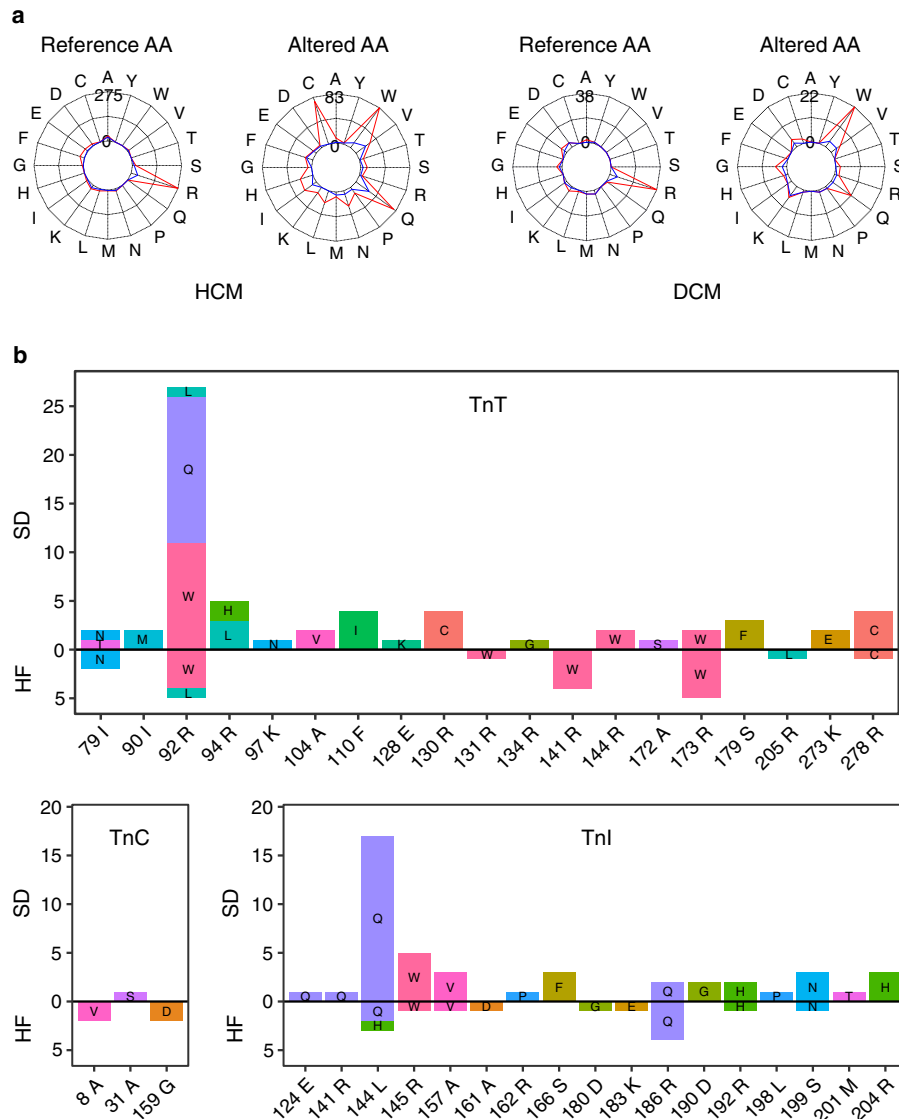 a
Reference AA
Altered AA
Reference AA
Altered AA
A Y W V T S R Q P N M L K I H G F E D C
275
0
A Y W V T S R Q P N M L K I H G F E D C
83
0
A Y W V T S R Q P N M L K I H G F E D C
38
0
A Y W V T S R Q P N M L K I H G F E D C
22
0
HCM
DCM
b
TnT
SD
HF
25
20
15
10
5
0
5
N T N
M
L Q W W L
H L
N
V
I
K
C
W
G
W
W
S
W W
F
L
E
C C
79 I 90 I 92 R 94 R 97 K 104 A 110 F 128 E 130 R 131 R 134 R 141 R 144 R 172 A 173 R 179 S 205 R 273 K 278 R
TnC
SD
HF
20
15
10
5
0
5
V
S
D
8 A 31 A 159 G
TnI
SD
HF
20
15
10
5
0
5
Q
Q
Q Q H
W W
V V
D
P
F
G
E
Q Q
G
H H
P
N N
T
H
124 E 141 R 144 L 145 R 157 A 161 A 162 R 166 S 180 D 183 K 186 R 190 D 192 R 198 L 199 S 201 M 204 R